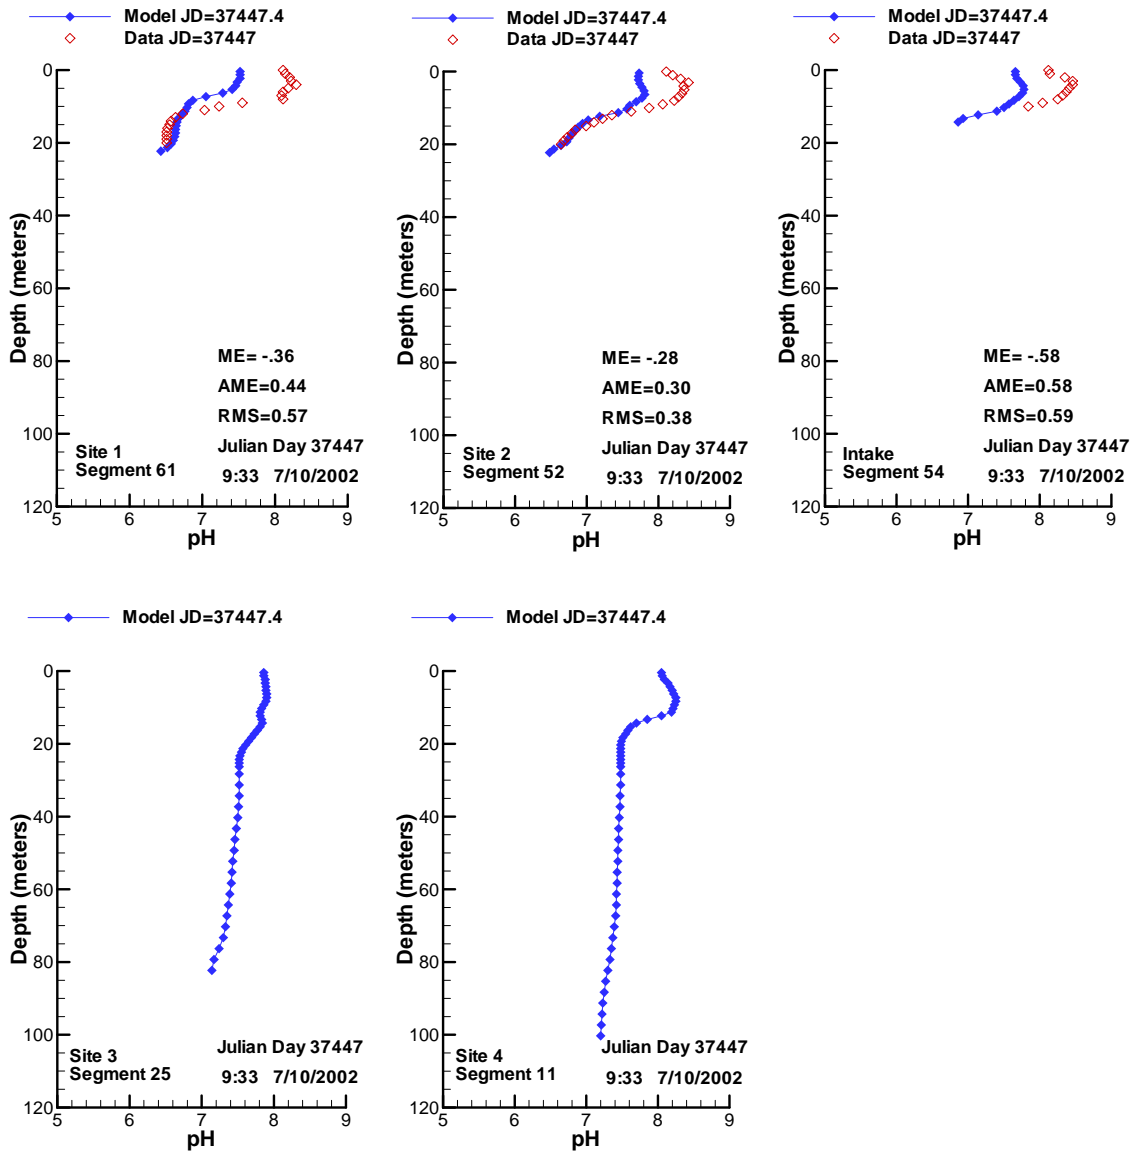 Model JD=37447.4
Data JD=37447
0
20
40
60
80
100
120
Depth (meters)
ME= -.36
AME=0.44
RMS=0.57
Julian Day 37447
9:33 7/10/2002
Site 1
Segment 61
5 6 7 8 9
pH
Model JD=37447.4
Data JD=37447
0
20
40
60
80
100
120
Depth (meters)
ME= -.28
AME=0.30
RMS=0.38
Julian Day 37447
9:33 7/10/2002
Site 2
Segment 52
5 6 7 8 9
pH
Model JD=37447.4
Data JD=37447
0
20
40
60
80
100
120
Depth (meters)
ME= -.58
AME=0.58
RMS=0.59
Julian Day 37447
9:33 7/10/2002
Intake
Segment 54
5 6 7 8 9
pH
Model JD=37447.4
0
20
40
60
80
100
120
Depth (meters)
Julian Day 37447
9:33 7/10/2002
Site 3
Segment 25
5 6 7 8 9
pH
Model JD=37447.4
0
20
40
60
80
100
120
Depth (meters)
Julian Day 37447
9:33 7/10/2002
Site 4
Segment 11
5 6 7 8 9
pH